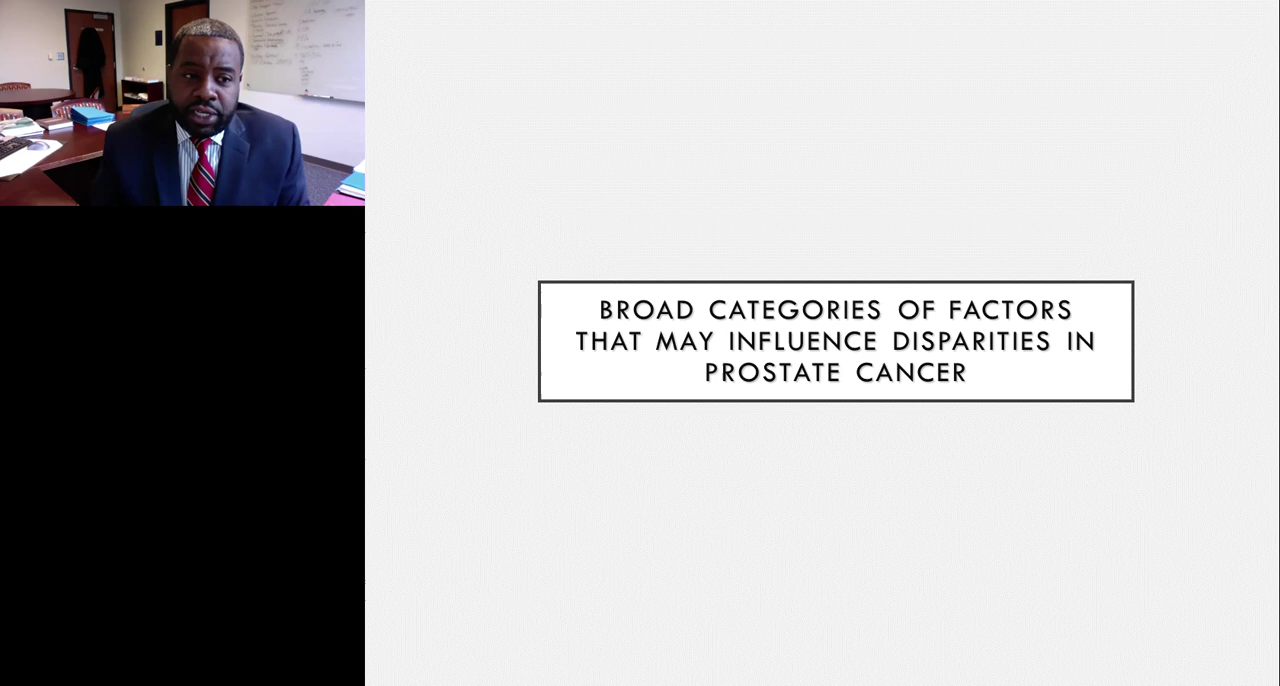 BROAD CATEGORIES OF FACTORS
THAT MAY INFLUENCE DISPARITIES IN
PROSTATE CANCER